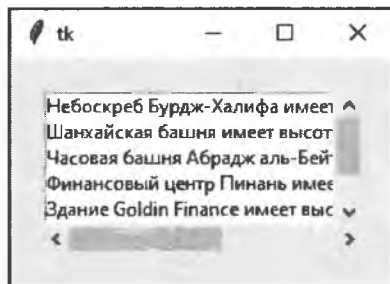 tk
Небоскреб Бурдж-Халифа имеет
Шанхайская башня имеет высот
Часовая башня Абрадж аль-Бей
Финансовый центр Пинань имее
Здание Goldin Finance имеет выс